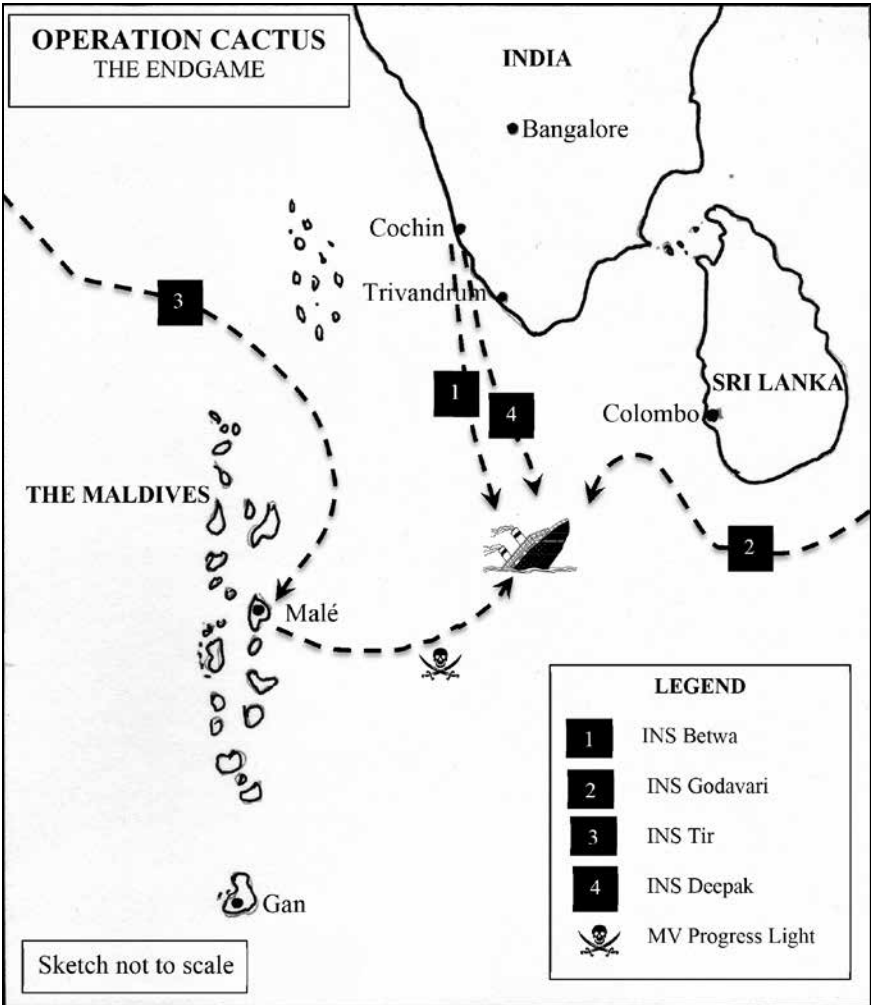 OPERATION CACTUS
THE ENDGAME
INDIA
Bangalore
Cochin
Trivandrum
3
1
4
SRI LANKA
Colombo
THE MALDIVES
2
Malé
LEGEND
1 INS Betwa
2 INS Godavari
3 INS Tir
4 INS Deepak
MV Progress Light
Gan
Sketch not to scale